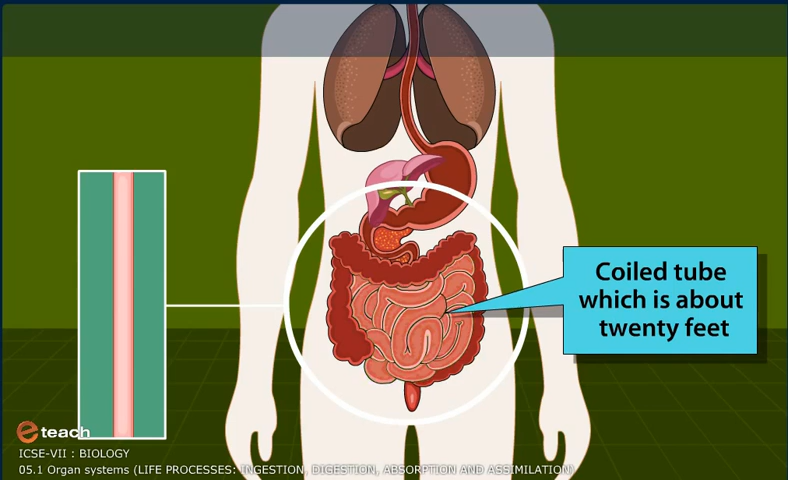 Coiled tube
which is about
twenty feet
eteach
ICSE-VII : BIOLOGY
05.1 Organ systems (LIFE PROCESSES: INGESTION, DIGESTION, ABSORPTION AND ASSIMILATION)